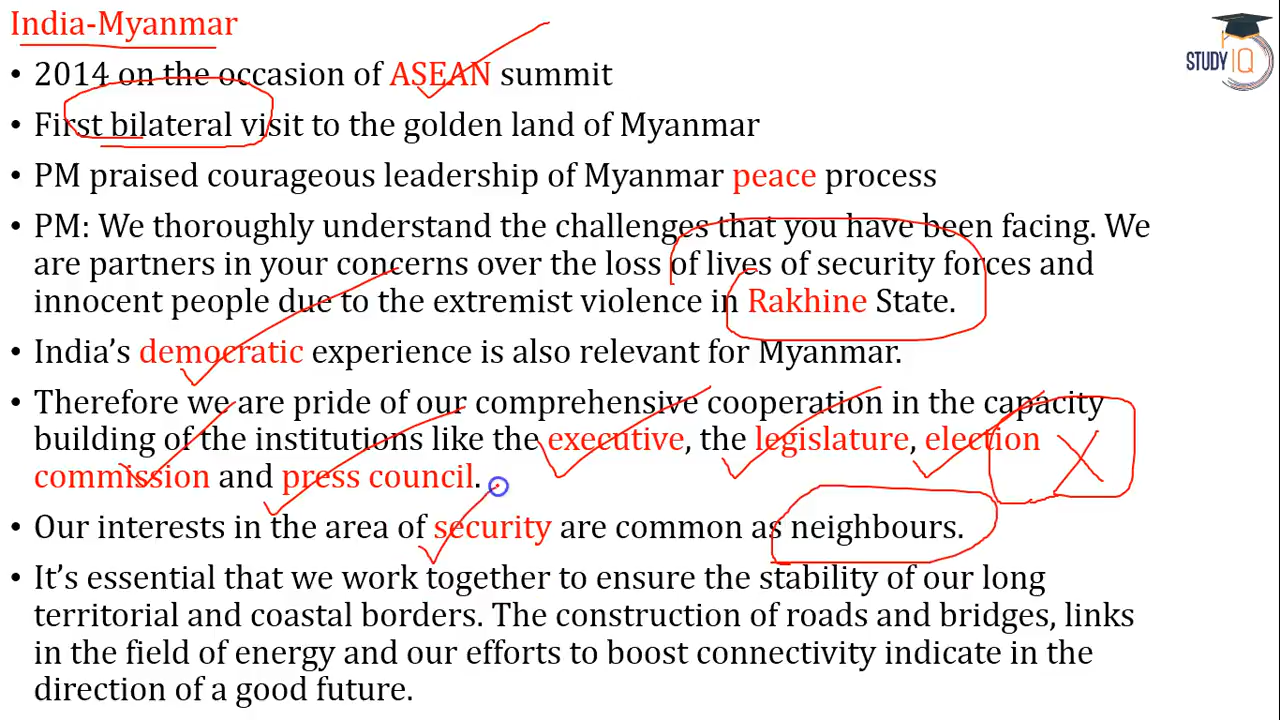 India-Myanmar
STUDY IQ
• 2014 on the occasion of ASEAN summit
• First bilateral visit to the golden land of Myanmar
• PM praised courageous leadership of Myanmar peace process
• PM: We thoroughly understand the challenges that you have been facing. We
are partners in your concerns over the loss of lives of security forces and
innocent people due to the extremist violence in Rakhine State.
• India’s democratic experience is also relevant for Myanmar.
• Therefore we are pride of our comprehensive cooperation in the capacity
building of the institutions like the executive, the legislature, election
commission and press council.
• Our interests in the area of security are common as neighbours.
• It’s essential that we work together to ensure the stability of our long
territorial and coastal borders. The construction of roads and bridges, links
in the field of energy and our efforts to boost connectivity indicate in the
direction of a good future.